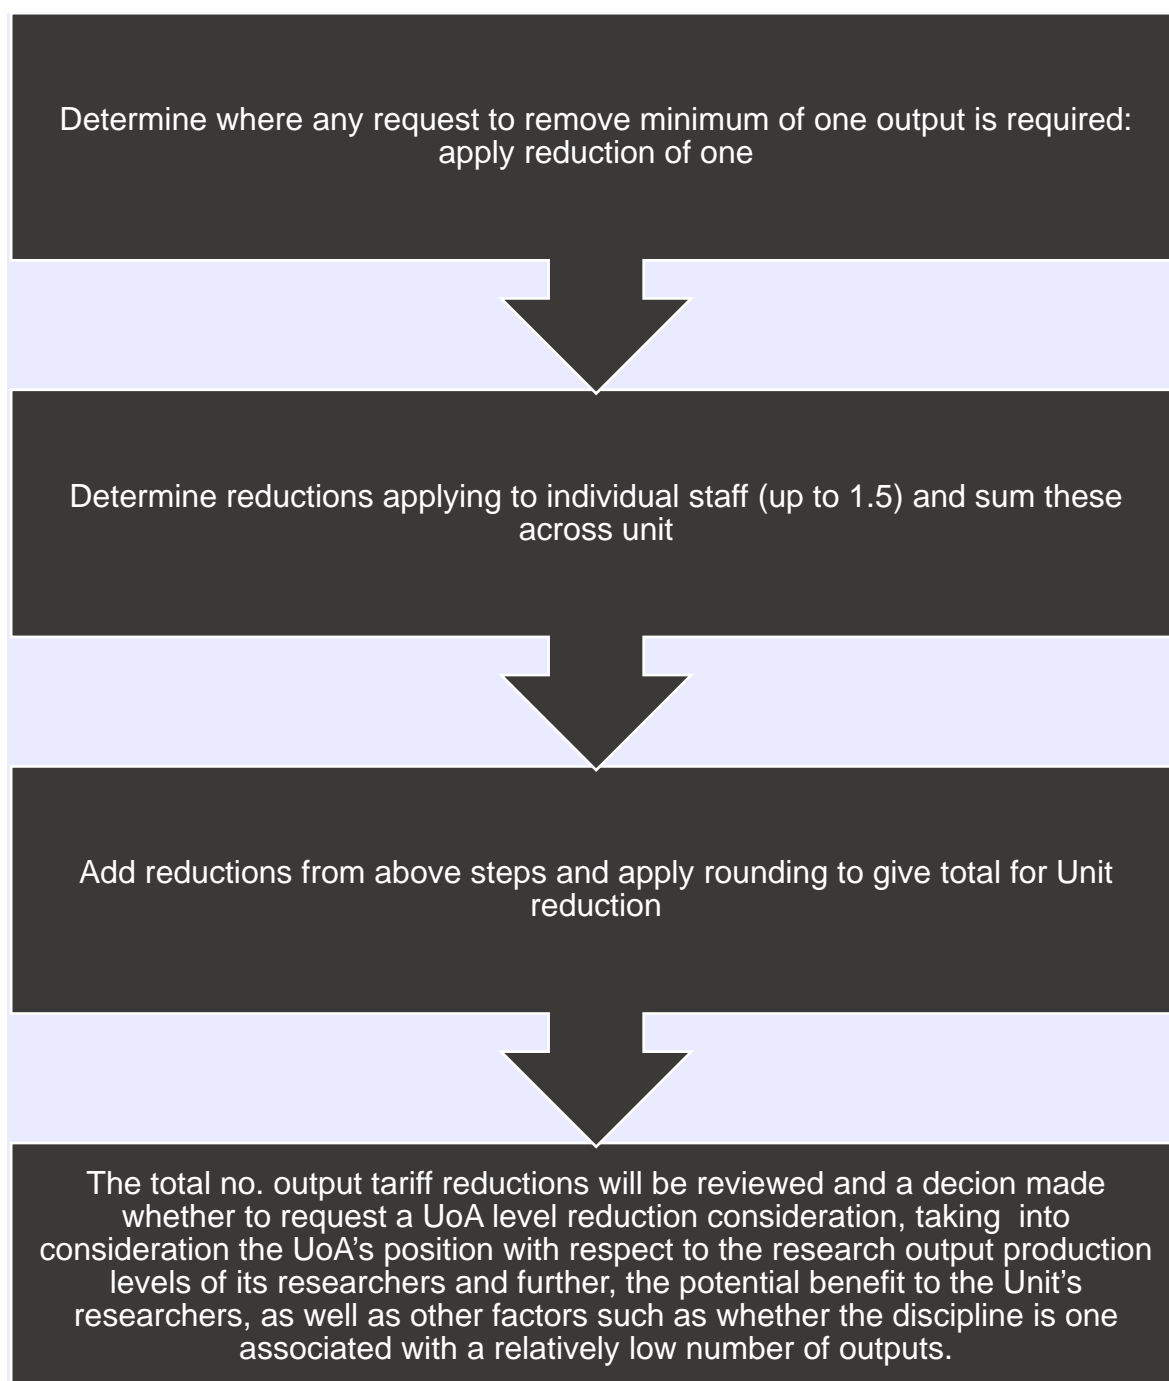 Determine where any request to remove minimum of one output is required:
apply reduction of one
Determine reductions applying to individual staff (up to 1.5) and sum these
across unit
Add reductions from above steps and apply rounding to give total for Unit
reduction
The total no. output tariff reductions will be reviewed and a decion made
whether to request a UoA level reduction consideration, taking  into
consideration the UoA's position with respect to the research output production
levels of its researchers and further, the potential benefit to the Unit's
researchers, as well as other factors such as whether the discipline is one
associated with a relatively low number of outputs.